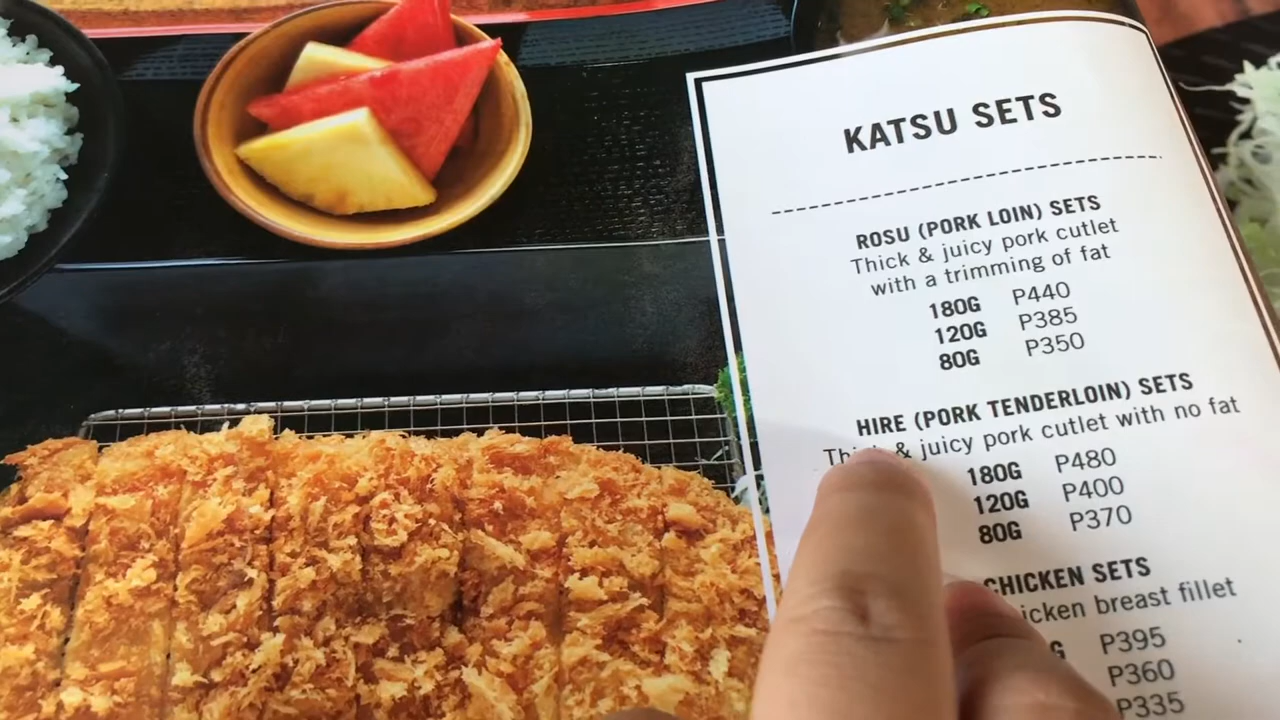 KATSU SETS
ROSU (PORK LOIN) SETS
Thick & juicy pork cutlet
with a trimming of fat
180G P440
120G P385
80G P350
HIRE (PORK TENDERLOIN) SETS
& juicy pork cutlet with no fat
180G P480
120G P400
80G P370
CHICKEN SETS
breast fillet
P395
P360
P335